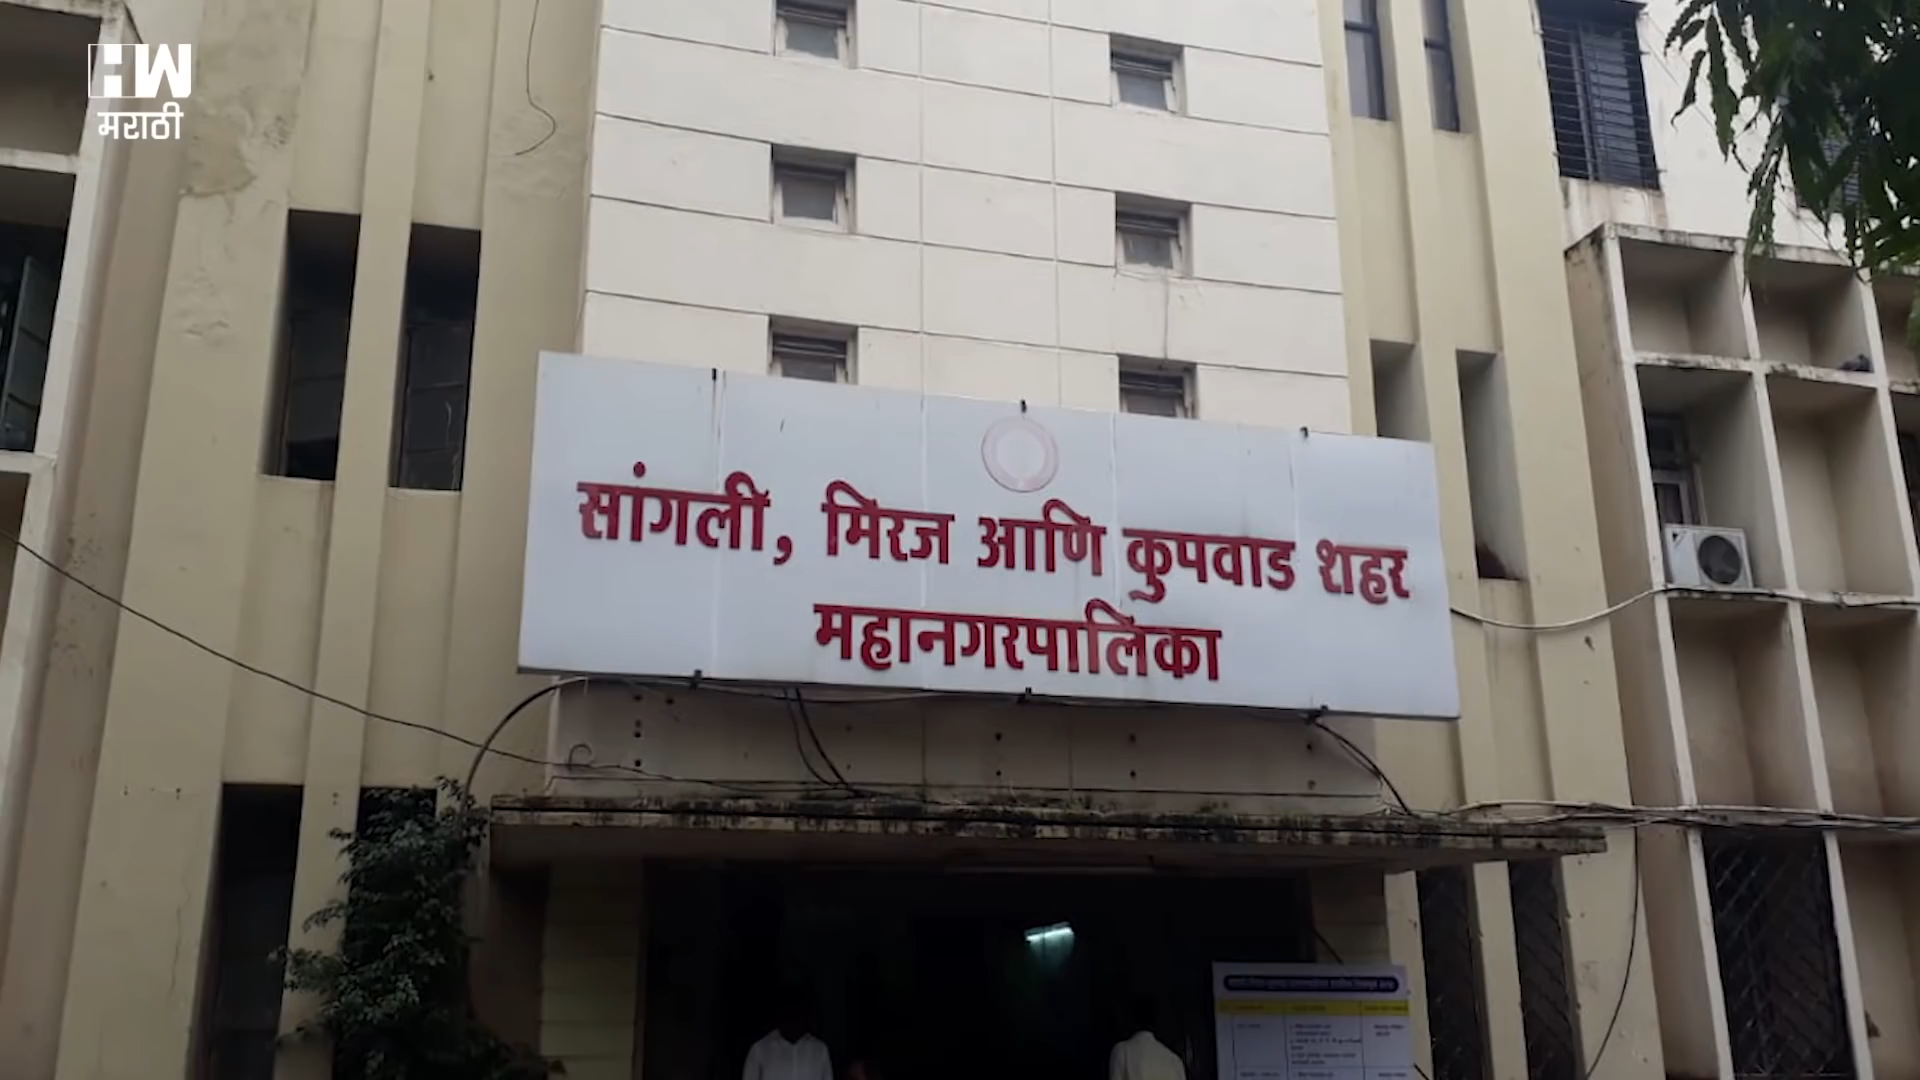 HW
मराठी
सांगली, मिरज आणि कुपवाड शहर
महानगरपालिका